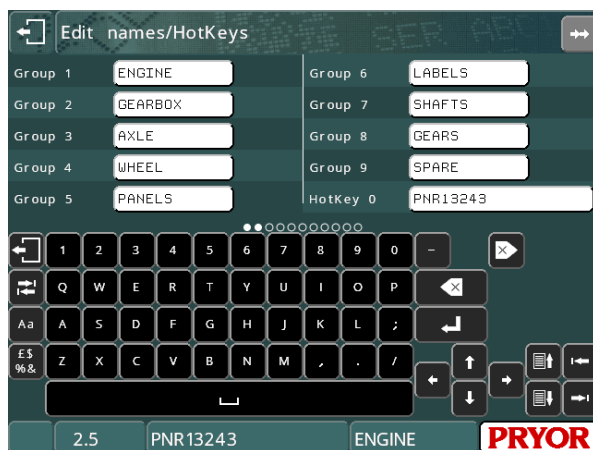 Edit names/HotKeys
Group 1 ENGINE
Group 2 GEARBOX
Group 3 AXLE
Group 4 WHEEL
Group 5 PANELS
Group 6 LABELS
Group 7 SHAFTS
Group 8 GEARS
Group 9 SPARE
HotKey 0 PNR13243
1 2 3 4 5 6 7 8 9 0 -
Q W E R T Y U I O P
Aa A S D F G H J K L ;
£$ %& Z X C V B N M , . /
2.5 PNR13243 ENGINE PRYOR